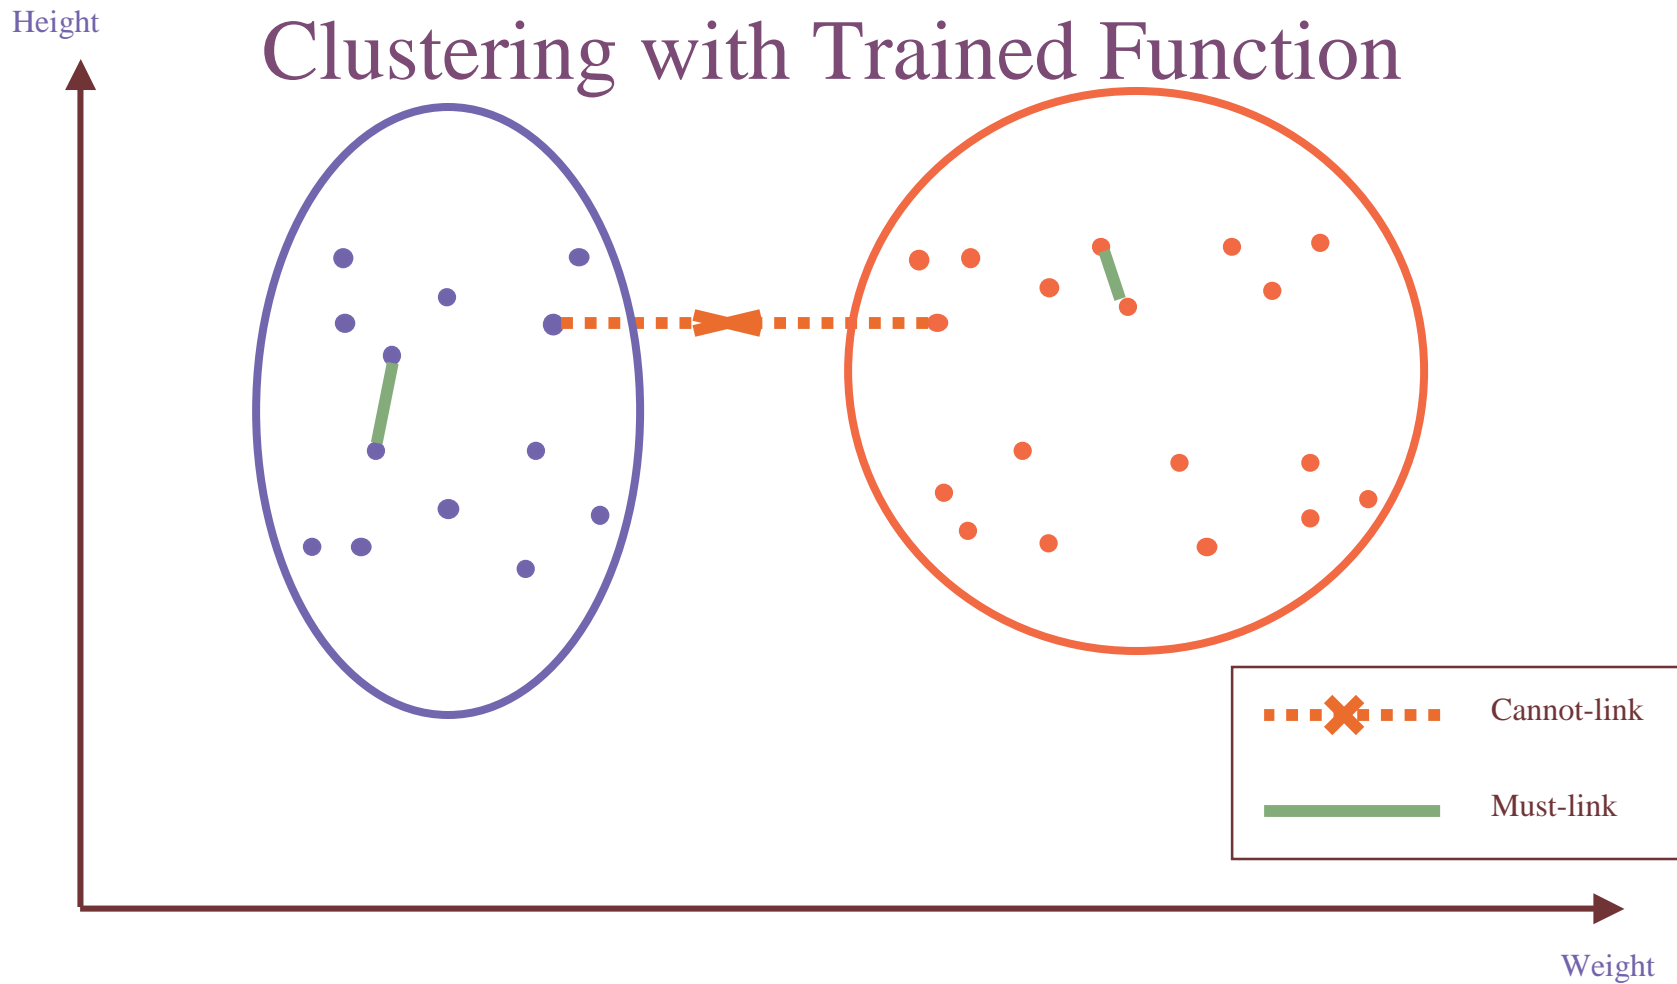 Height
Clustering with Trained Function
Cannot-link
Must-link
Weight